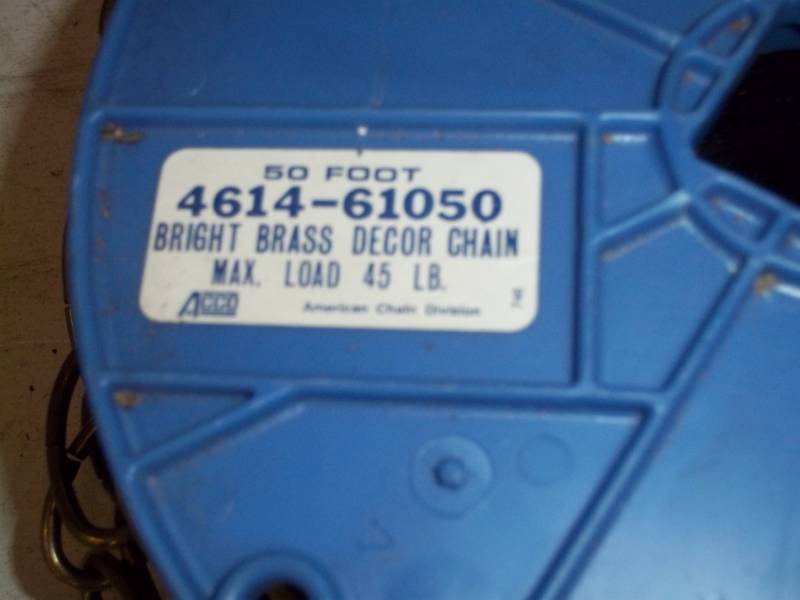 50 FOOT
4614-61050
BRIGHT BRASS DECOR CHAIN
MAX. LOAD 45 LB.
ACCO American Chain Division